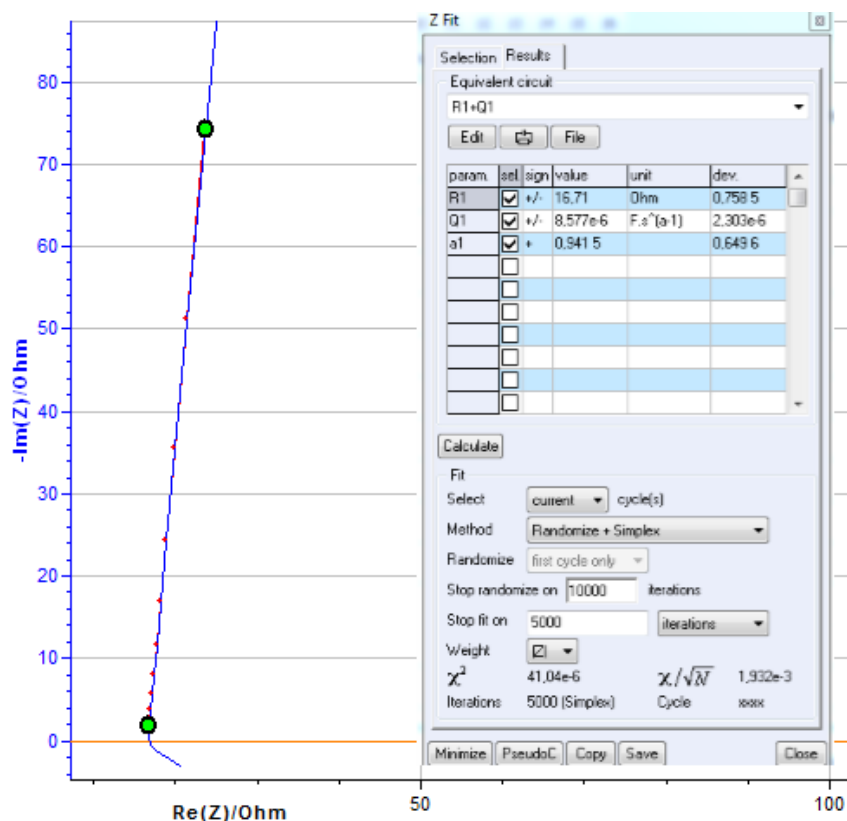 Z Fit
Selection Results
Equivalent circuit
R1+Q1
Edit File
param. sel sign value unit dev.
R1 +/- 16,71 Ohm 0,758 5
Q1 +/- 8,577e-6 F.s^(a-1) 2,303e-6
a1 + 0,941 5 0,649 6
Calculate
Fit
Select current cycle(s)
Method Randomize + Simplex
Randomize first cycle only
Stop randomize on 10000 iterations
Stop fit on 5000 iterations
Weight |Z|
χ² 41,04e-6 χ/√N 1,932e-3
Iterations 5000 (Simplex) Cycle xxxx
Minimize PseudoC Copy Save Close
80
70
60
50
40
30
20
10
0
-Im(Z)/Ohm
50
100
Re(Z)/Ohm